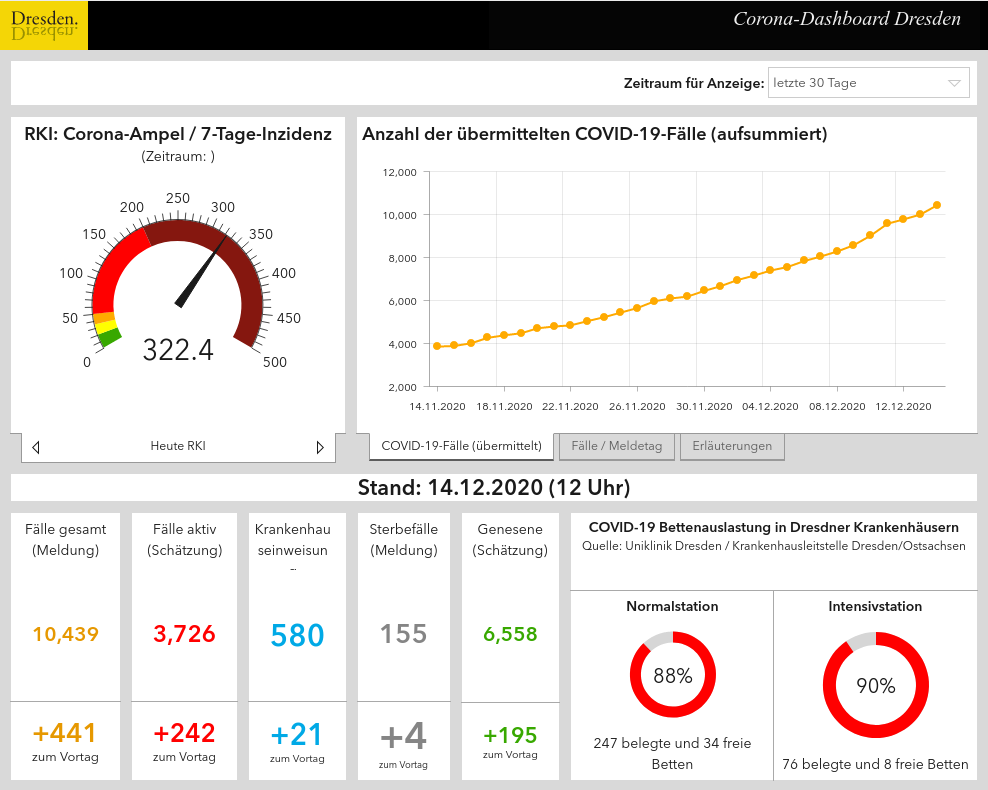 Dresden.
Corona-Dashboard Dresden
Zeitraum für Anzeige: letzte 30 Tage
RKI: Corona-Ampel / 7-Tage-Inzidenz
(Zeitraum: )
0
50
100
150
200
250
300
350
400
450
500
322.4
Heute RKI
Anzahl der übermittelten COVID-19-Fälle (aufsummiert)
12,000
10,000
8,000
6,000
4,000
2,000
14.11.2020 18.11.2020 22.11.2020 26.11.2020 30.11.2020 04.12.2020 08.12.2020 12.12.2020
COVID-19-Fälle (übermittelt) Fälle / Meldetag Erläuterungen
Stand: 14.12.2020 (12 Uhr)
Fälle gesamt
(Meldung)
10,439
+441
zum Vortag
Fälle aktiv
(Schätzung)
3,726
+242
zum Vortag
Krankenhau
seinweisun
580
+21
zum Vortag
Sterbefälle
(Meldung)
155
+4
zum Vortag
Genesene
(Schätzung)
6,558
+195
zum Vortag
COVID-19 Bettenauslastung in Dresdner Krankenhäusern
Quelle: Uniklinik Dresden / Krankenhausleitstelle Dresden/Ostsachsen
Normalstation
88%
247 belegte und 34 freie
Betten
Intensivstation
90%
76 belegte und 8 freie Betten